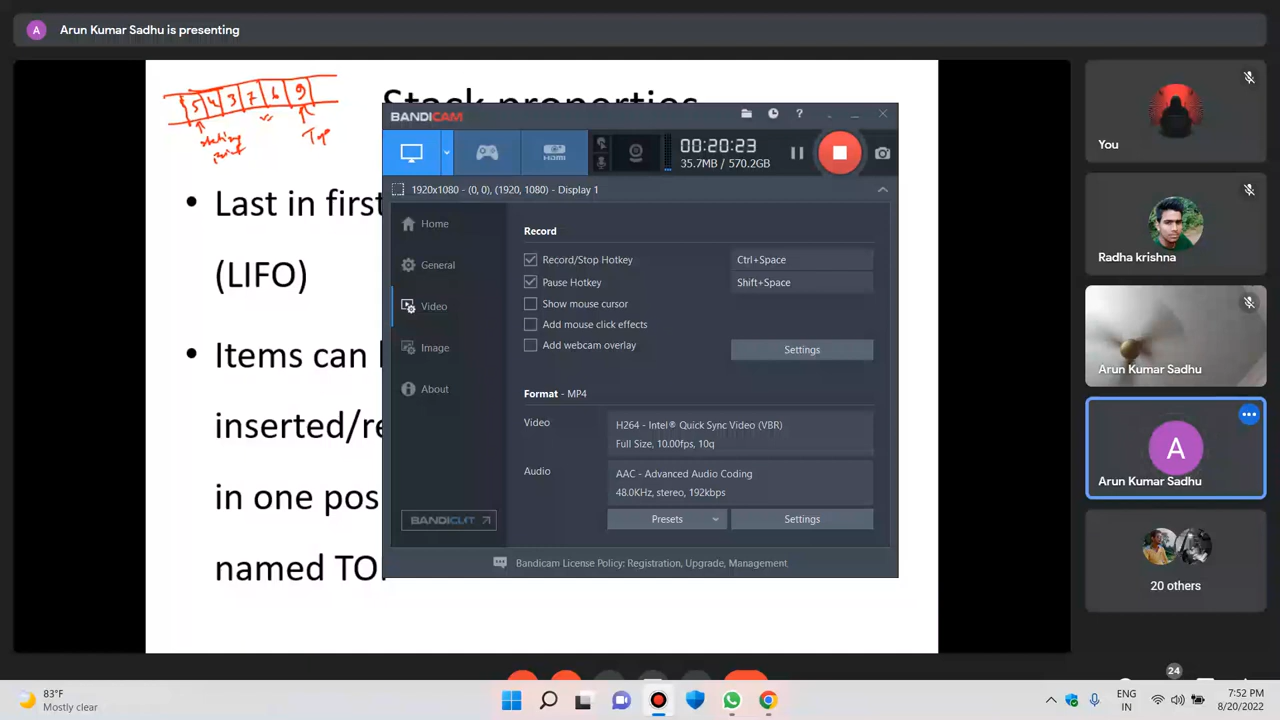 Arun Kumar Sadhu is presenting
A
5 4 3 7 6 9
Top
Stack properties
Last in first
(LIFO)
Items can
inserted/re
in one pos
named TO
BANDICAM
HDMI
00:20:23
35.7MB / 570.2GB
1920x1080 - (0, 0), (1920, 1080) - Display 1
Home
General
Video
Image
About
BANDICUT
Record
Record/Stop Hotkey Ctrl+Space
Pause Hotkey Shift+Space
Show mouse cursor
Add mouse click effects
Add webcam overlay
Settings
Format - MP4
Video
H264 - Intel® Quick Sync Video (VBR)
Full Size, 10.00fps, 10q
Audio
AAC - Advanced Audio Coding
48.0KHz, stereo, 192kbps
Presets
Settings
Bandicam License Policy: Registration, Upgrade, Management
You
Radha krishna
Arun Kumar Sadhu
A
Arun Kumar Sadhu
20 others
24
83°F
Mostly clear
ENG
IN
7:52 PM
8/20/2022